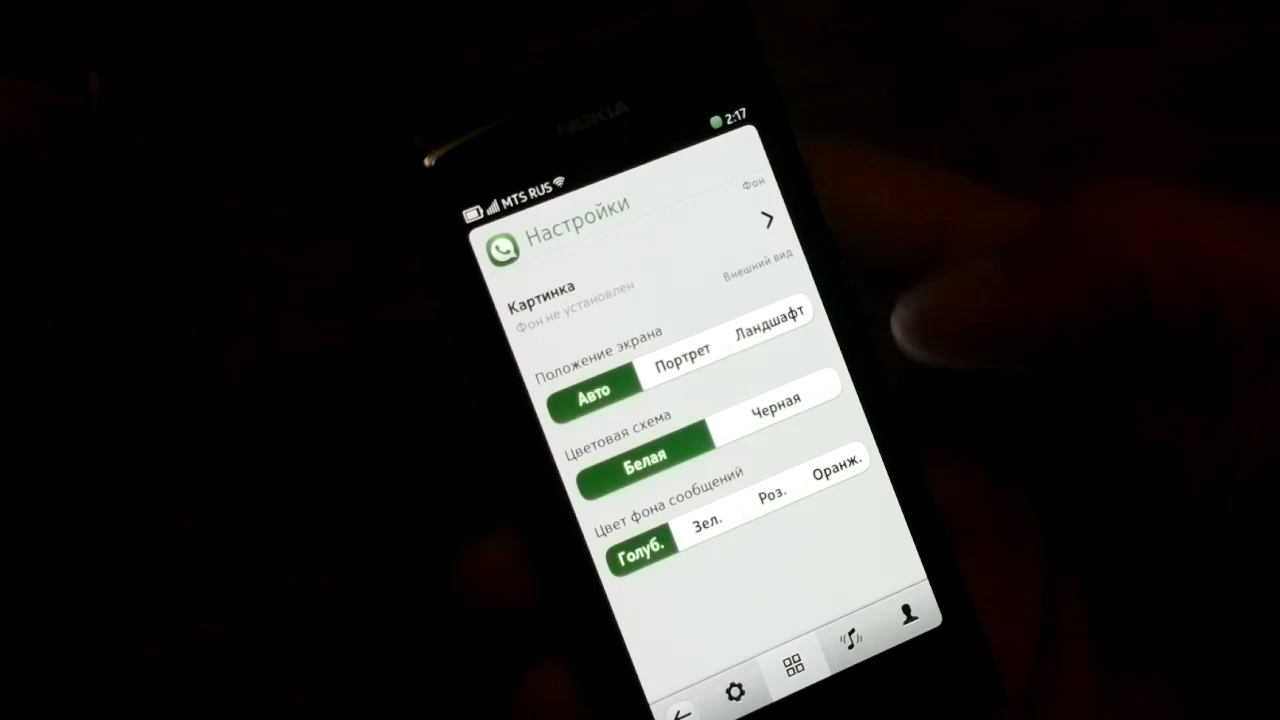 NOKIA
MTS RUS 2:17
Настройки
Фон
Картинка
Фон не установлен
Внешний вид
Положение экрана
Авто Портрет Ландшафт
Цветовая схема
Белая Черная
Цвет фона сообщений
Голуб. Зел. Роз. Оранж.